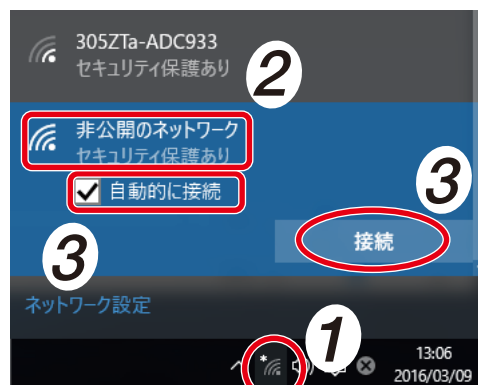 305ZTa-ADC933
セキュリティ保護あり
2
非公開のネットワーク
セキュリティ保護あり
自動的に接続
3
接続
3
ネットワーク設定
1
13:06
2016/03/09